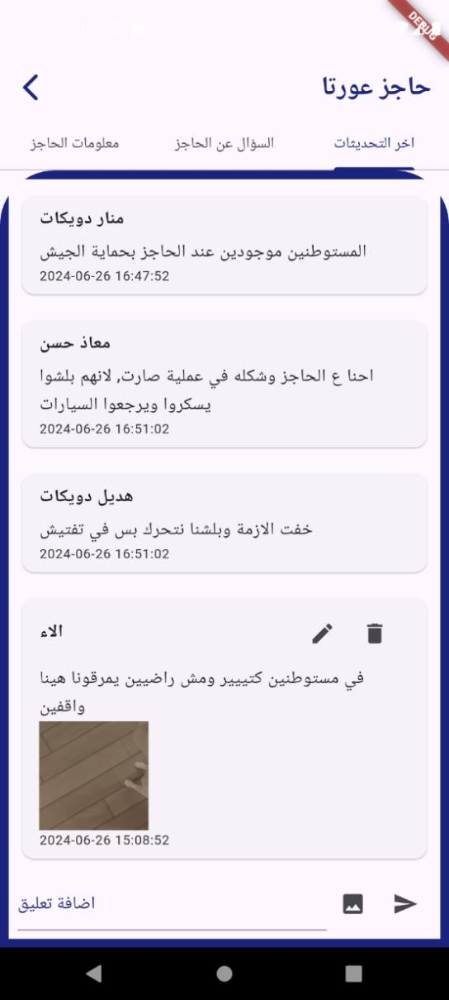 DEBUG
حاجز عورتا
اخر التحديثات
السؤال عن الحاجز
معلومات الحاجز
منار دويكات
المستوطنين موجودين عند الحاجز بحماية الجيش
2024-06-26 16:47:52
معاذ حسن
احنا ع الحاجز وشكله في عملية صارت, لانهم بلشوا
يسكروا ويرجعوا السيارات
2024-06-26 16:51:02
هديل دويكات
خفت الازمة وبلشنا نتحرك بس في تفتيش
2024-06-26 16:51:02
الاء
في مستوطنين كتييير ومش راضيين يمرقونا هينا
واقفين
2024-06-26 15:08:52
اضافة تعليق